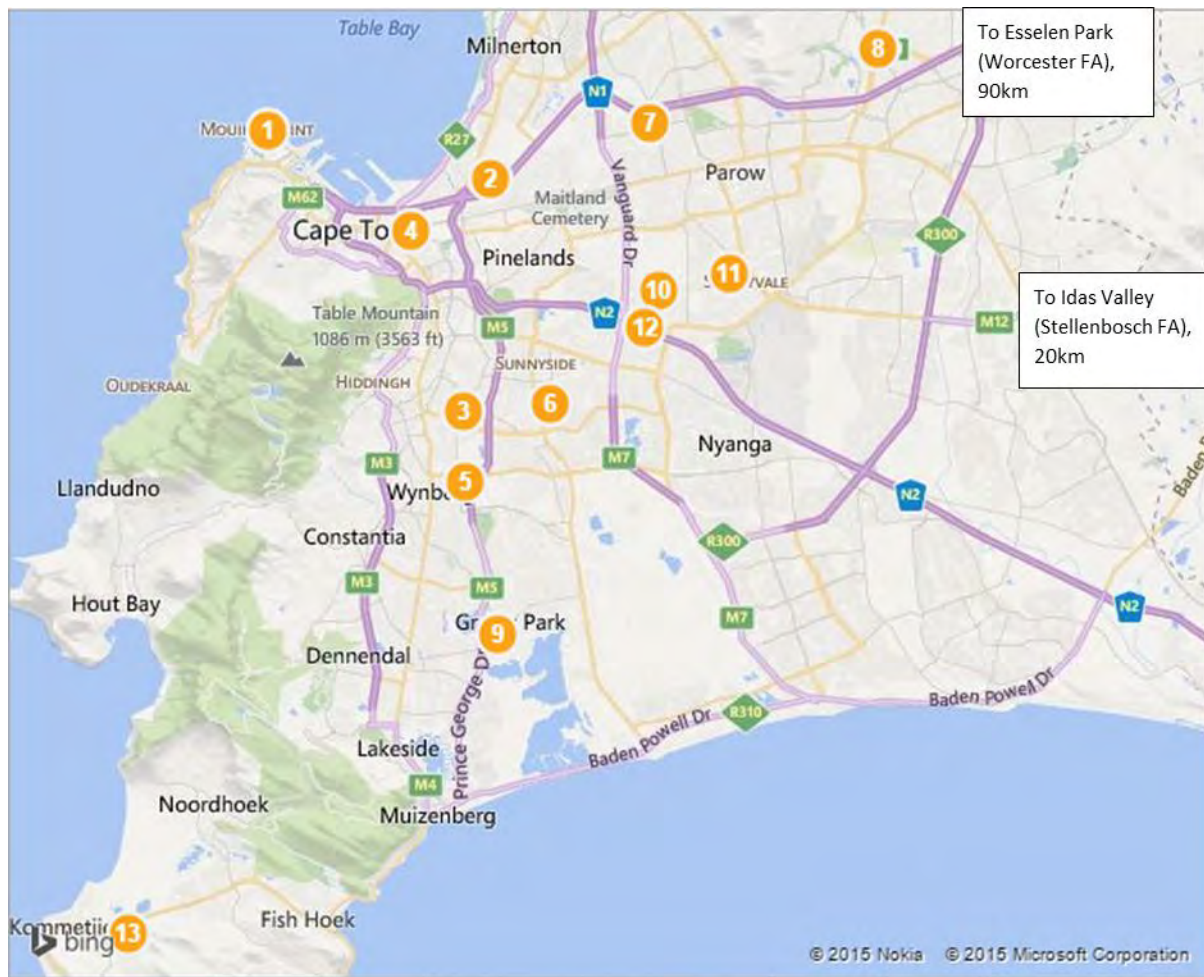 Table Bay
Milnerton
8
To Esselen Park
(Worcester FA),
90km
N1
7
1
R27
2
Vanguard Dr
Parow
M62
Maitland
Cemetery
Cape To
4
Pinelands
R300
11
10
To Idas Valley
(Stellenbosch FA),
20km
Table Mountain
1086 m (3563 ft)
M5
N2
12
M12
SUNNYSIDE
OUDEKRAAL
HIDDINGH
3
6
Nyanga
M3
M7
Llandudno
5
N2
Constantia
R300
M3
M5
Hout Bay
M7
N2
9
Park
Dennendal
Prince George Dr
Baden Powell Dr
Lakeside
Baden Powell Dr
R310
M4
Noordhoek
Muizenberg
Fish Hoek
13
bing
© 2015 Nokia © 2015 Microsoft Corporation